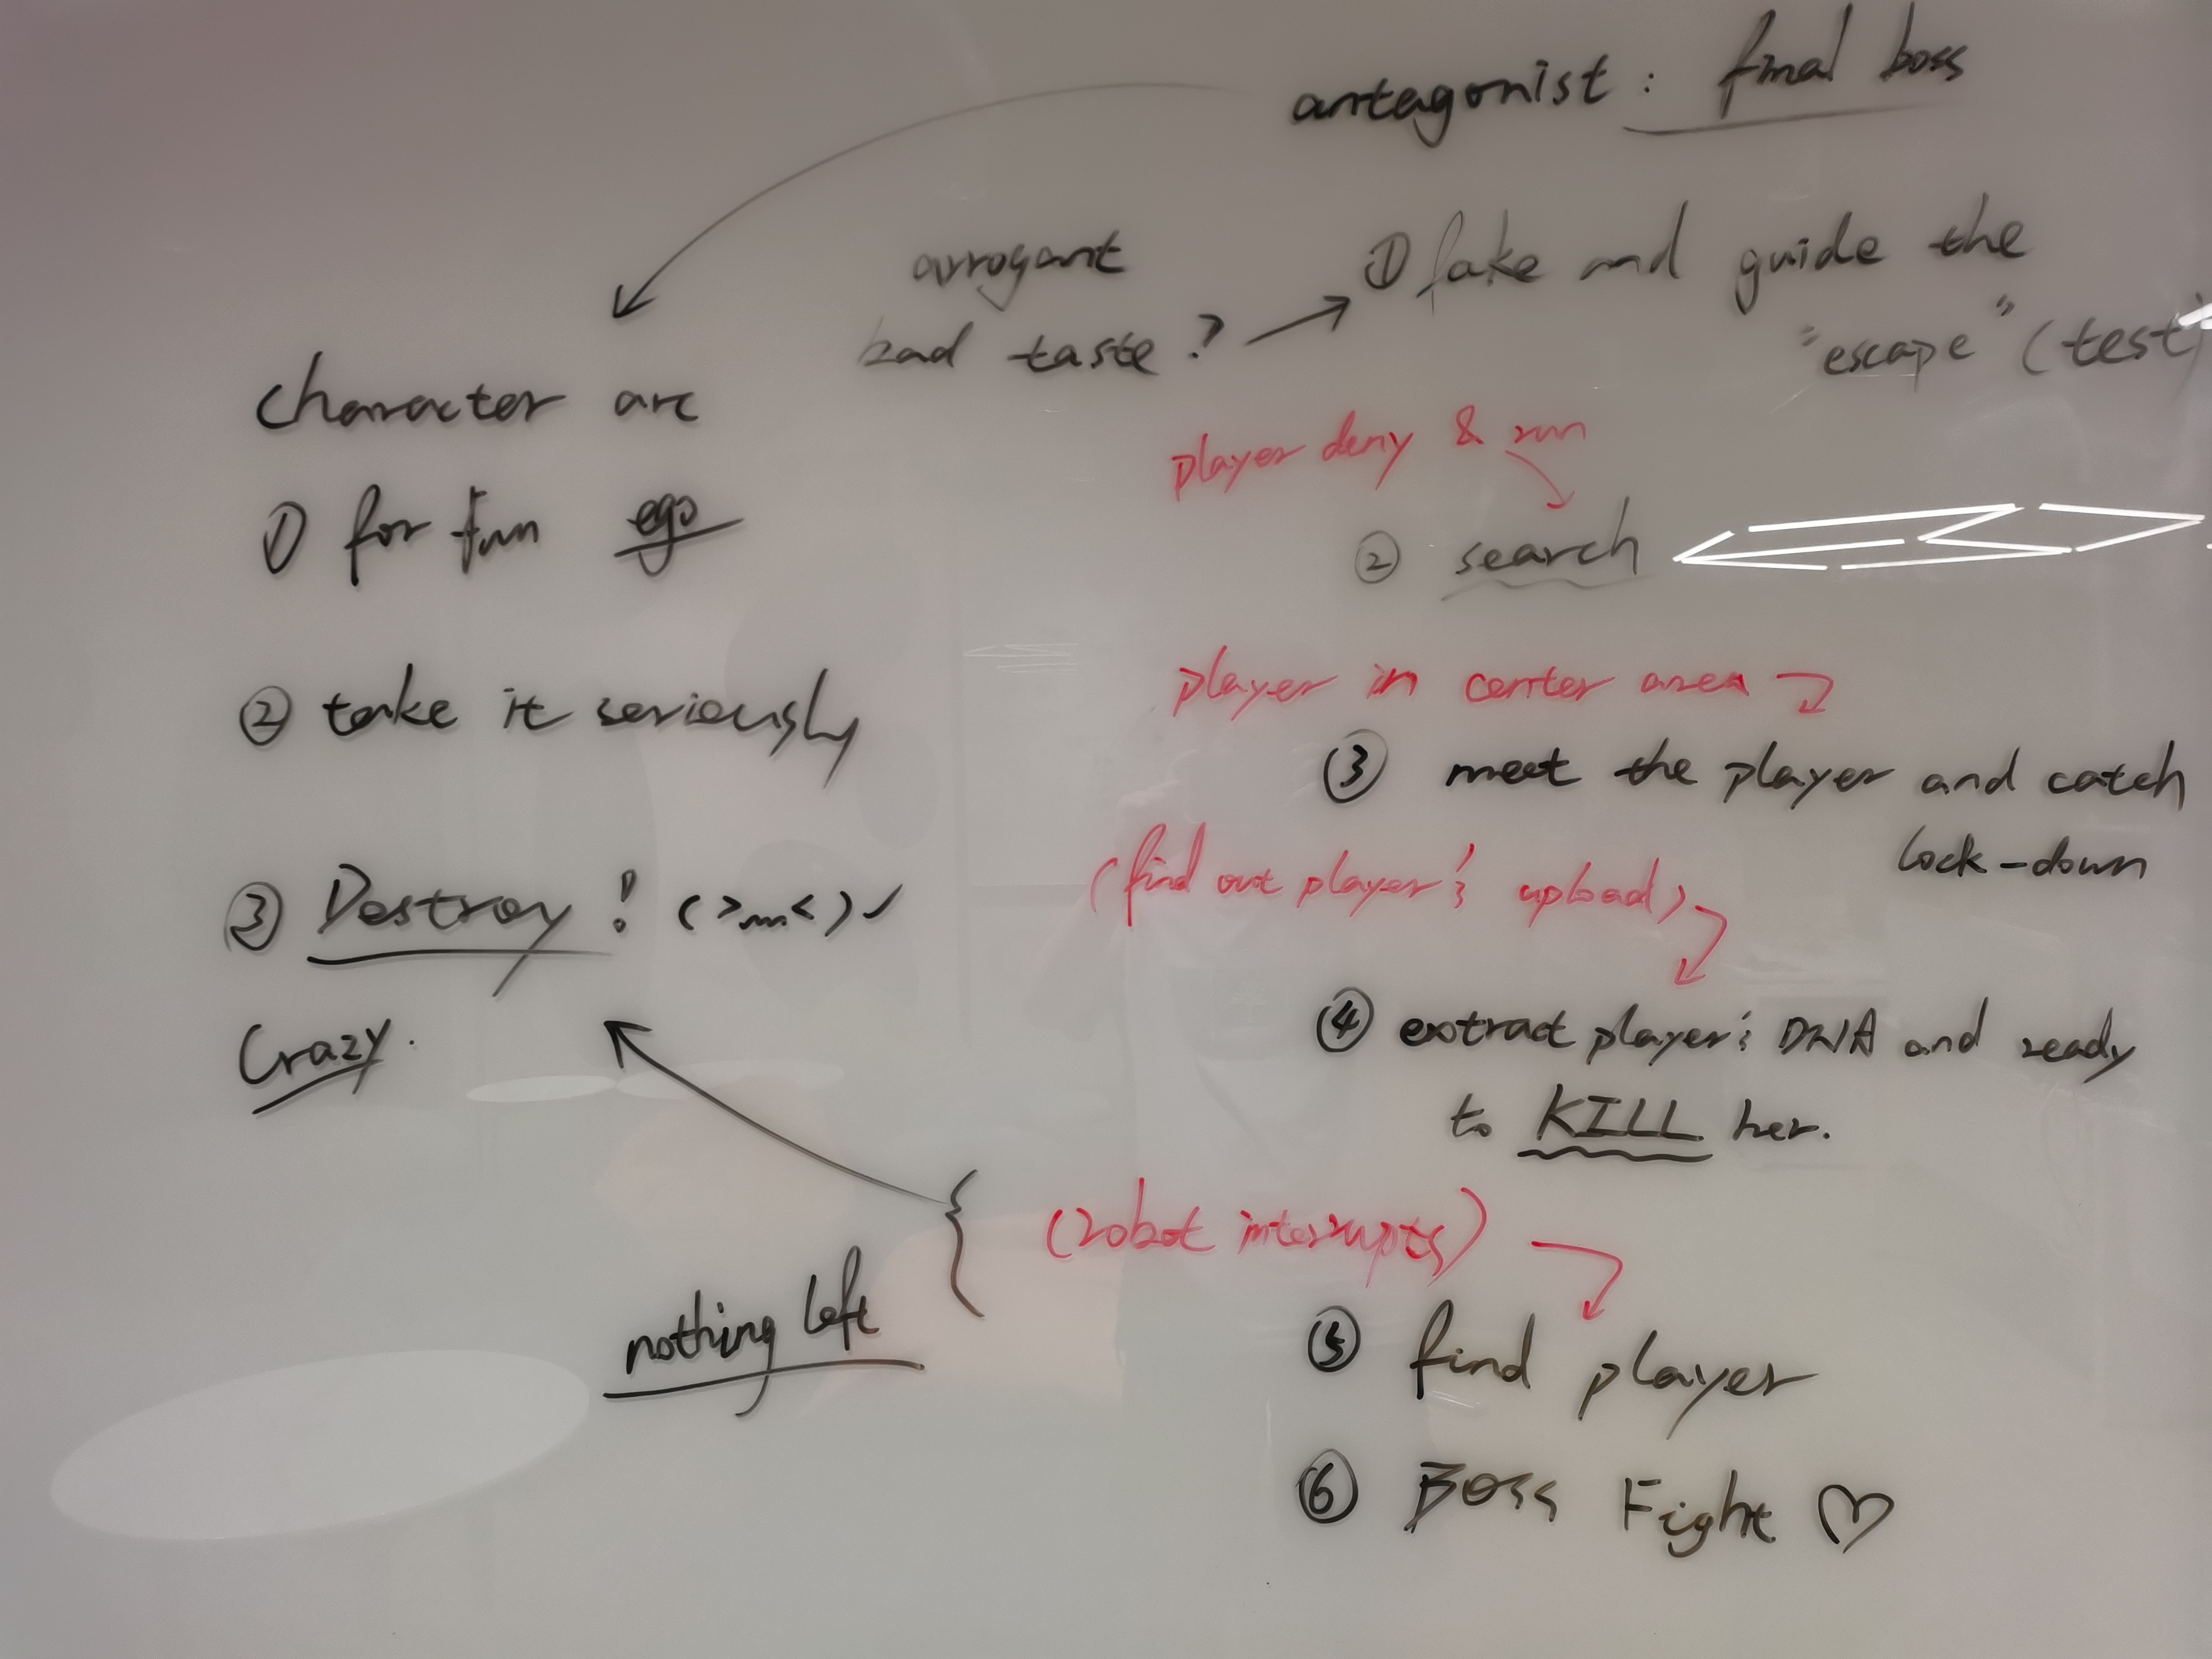 antagonist: final boss
arrogant
bad taste?
① fake and guide the
"escape" (test)
player deny & run
② search
player in center area
③ meet the player and catch
lock-down
(find out player's upload)
④ extract player's DNA and ready
to KILL her.
(robot interrupts)
⑤ find player
⑥ Boss Fight ♡
character arc
① for fun ego
② take it seriously
③ Destroy! (>﹏<)✓
Crazy.
nothing left